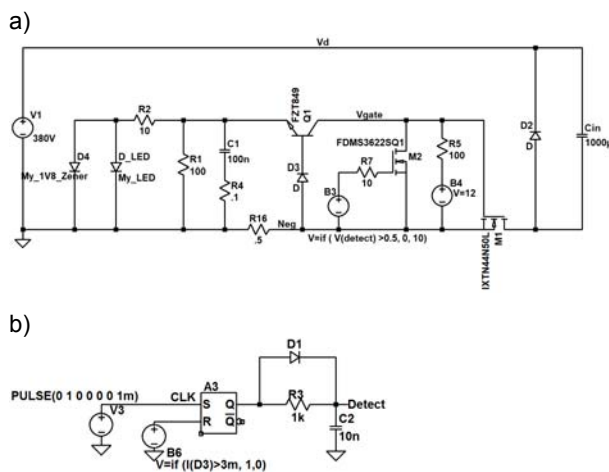 a)
Vd
V1
380V
D4
My_1V8_Zener
D_LED
My_LED
R2
10
R1
100
C1
100n
R4
.1
R16
.5
Neg
FZT849
Q1
D3
D
Vgate
FDMS3622SQ1
M2
R7
10
B3
V=if ( V(detect) >0.5, 0, 10)
R5
100
B4
V=12
IXTN44N50L
M1
D2
D
Cin
1000µ
b)
PULSE(0 1 0 0 0 0 1m)
V3
CLK
A3
S
Q
R
Q
B6
V=if (I(D3)>3m, 1,0)
D1
R3
1k
Detect
C2
10n